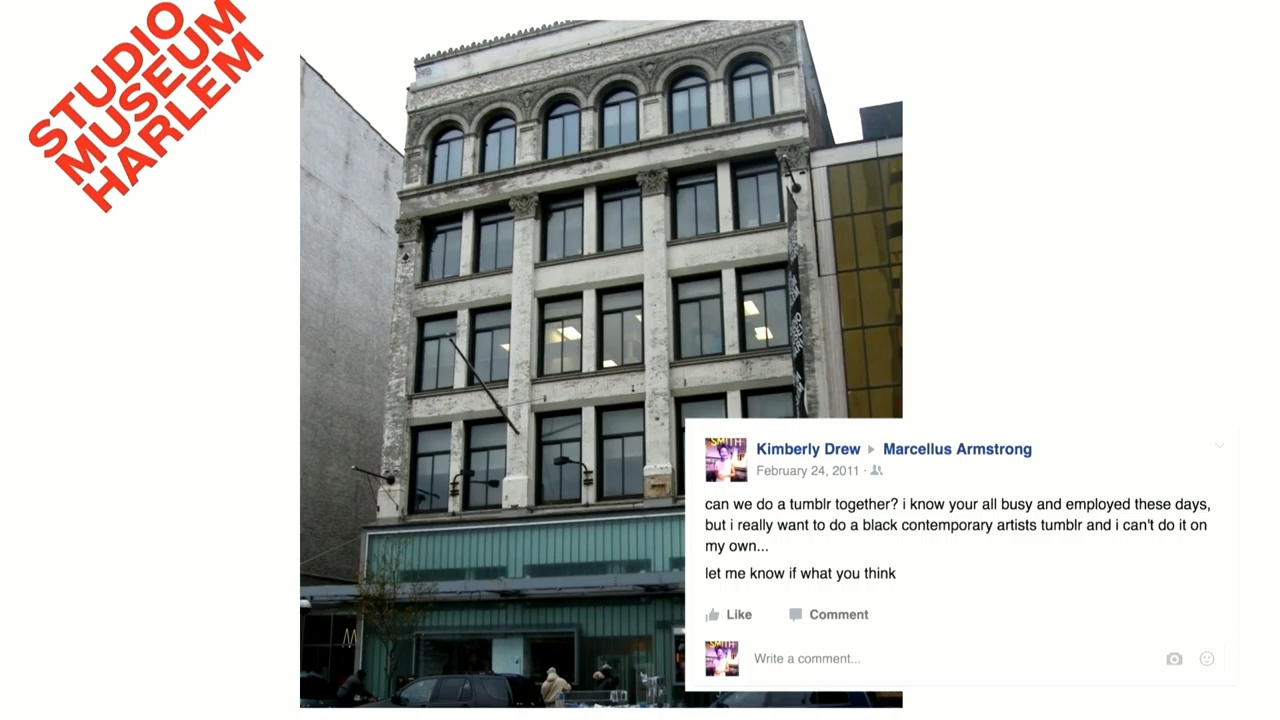 STUDIO
MUSEUM
HARLEM
SMITH
Kimberly Drew ▸ Marcellus Armstrong
February 24, 2011 ·
can we do a tumblr together? i know your all busy and employed these days,
but i really want to do a black contemporary artists tumblr and i can't do it on
my own...
let me know if what you think
Like Comment
Write a comment...